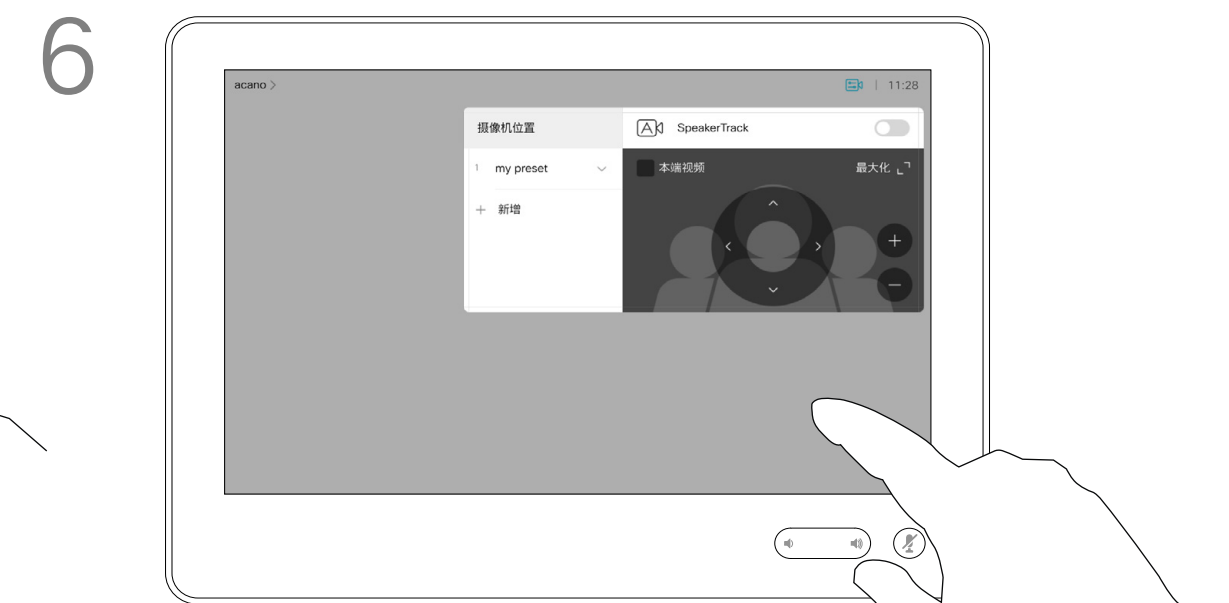 6
acano >
11:28
摄像机位置
SpeakerTrack
1 my preset
本端视频
最大化
+ 新增